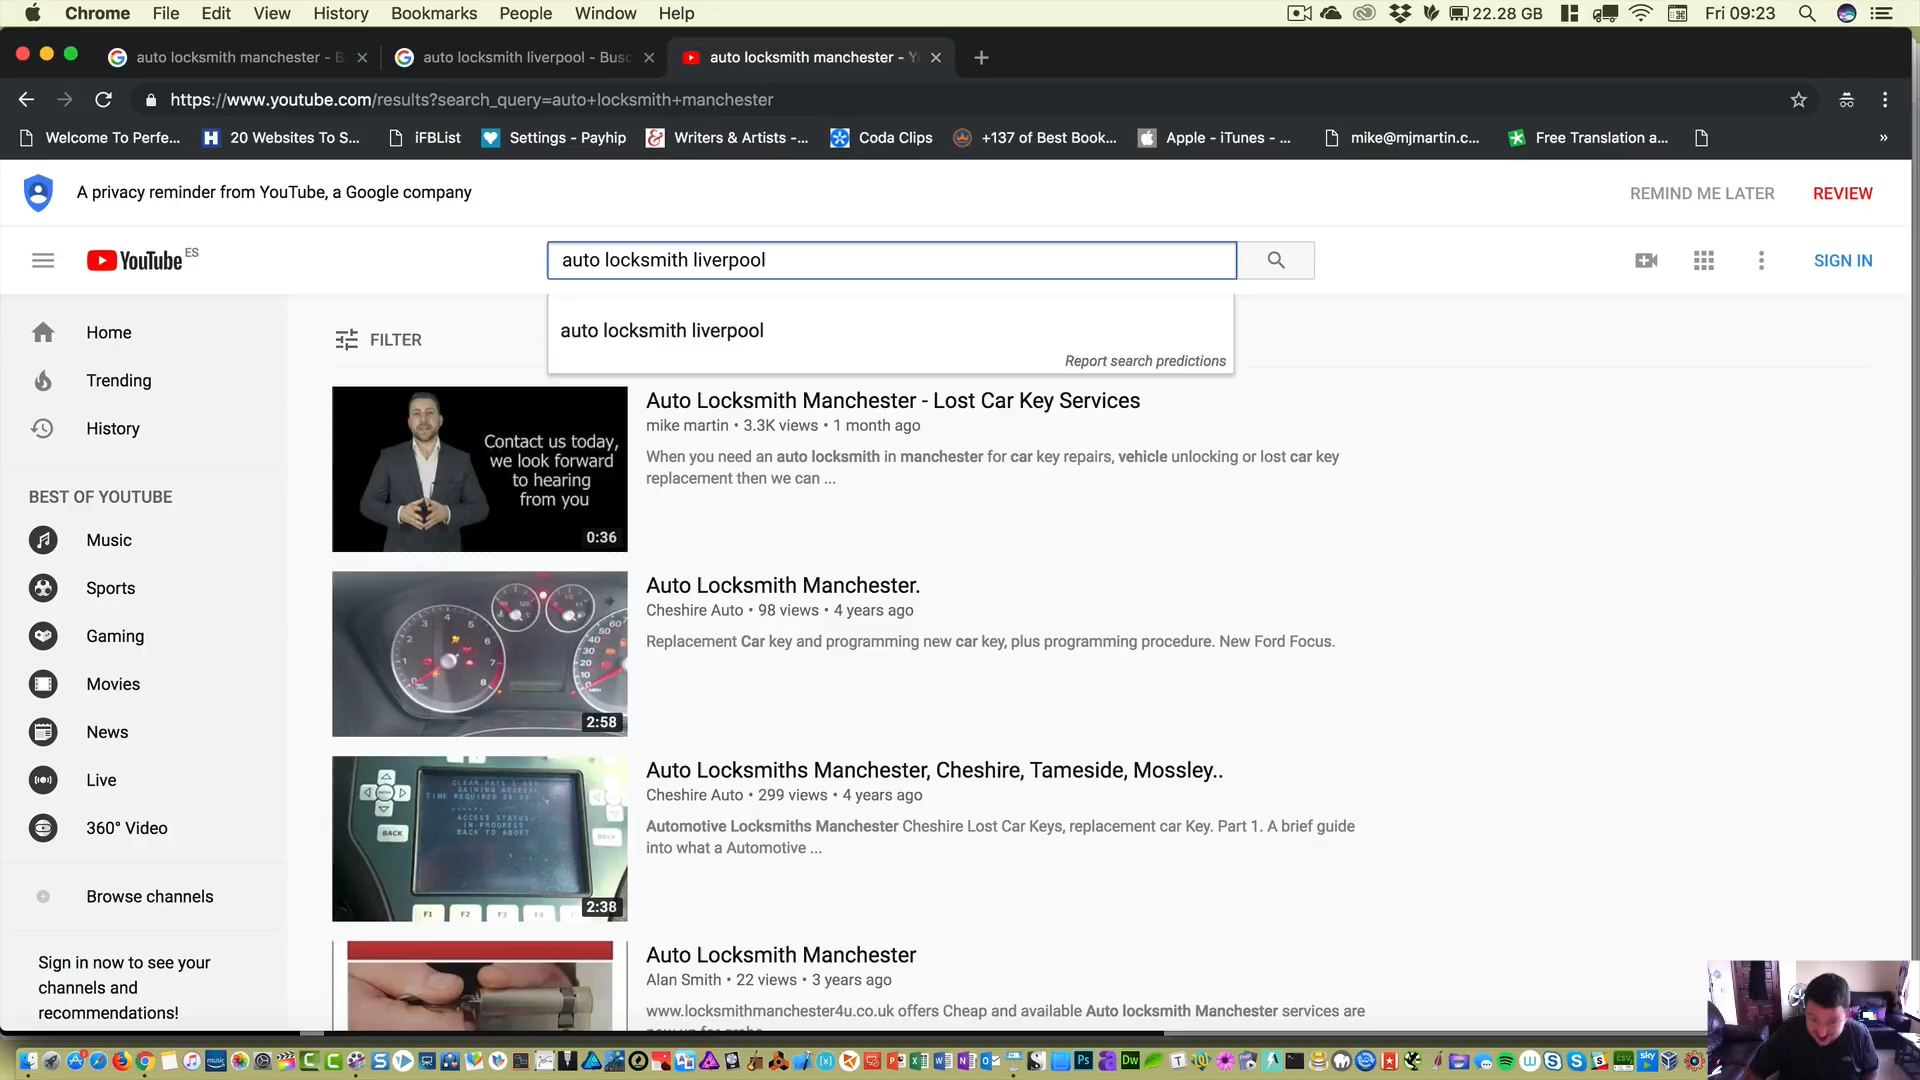 Chrome File Edit View History Bookmarks People Window Help 22.28 GB Fri 09:23
auto locksmith manchester - B auto locksmith liverpool - Busc auto locksmith manchester - Y
https://www.youtube.com/results?search_query=auto+locksmith+manchester
Welcome To Perfe... 20 Websites To S... iFBList Settings - Payhip Writers & Artists -... Coda Clips +137 of Best Book... Apple - iTunes - ... mike@mjmartin.c... Free Translation a... »
A privacy reminder from YouTube, a Google company REMIND ME LATER REVIEW
YouTube ES auto locksmith liverpool SIGN IN
auto locksmith liverpool
Report search predictions
Home
Trending
History
BEST OF YOUTUBE
Music
Sports
Gaming
Movies
News
Live
360° Video
Browse channels
Sign in now to see your
channels and
recommendations!
FILTER
Contact us today,
we look forward
to hearing
from you
0:36
Auto Locksmith Manchester - Lost Car Key Services
mike martin • 3.3K views • 1 month ago
When you need an auto locksmith in manchester for car key repairs, vehicle unlocking or lost car key
replacement then we can ...
2:58
Auto Locksmith Manchester.
Cheshire Auto • 98 views • 4 years ago
Replacement Car key and programming new car key, plus programming procedure. New Ford Focus.
ACCESS STATUS.
IN PROGRESS
BACK TO ABORT
BACK
F1 F2 F3 F4
2:38
Auto Locksmiths Manchester, Cheshire, Tameside, Mossley..
Cheshire Auto • 299 views • 4 years ago
Automotive Locksmiths Manchester Cheshire Lost Car Keys, replacement car Key. Part 1. A brief guide
into what a Automotive ...
Auto Locksmith Manchester
Alan Smith • 22 views • 3 years ago
www.locksmithmanchester4u.co.uk offers Cheap and available Auto locksmith Manchester services are